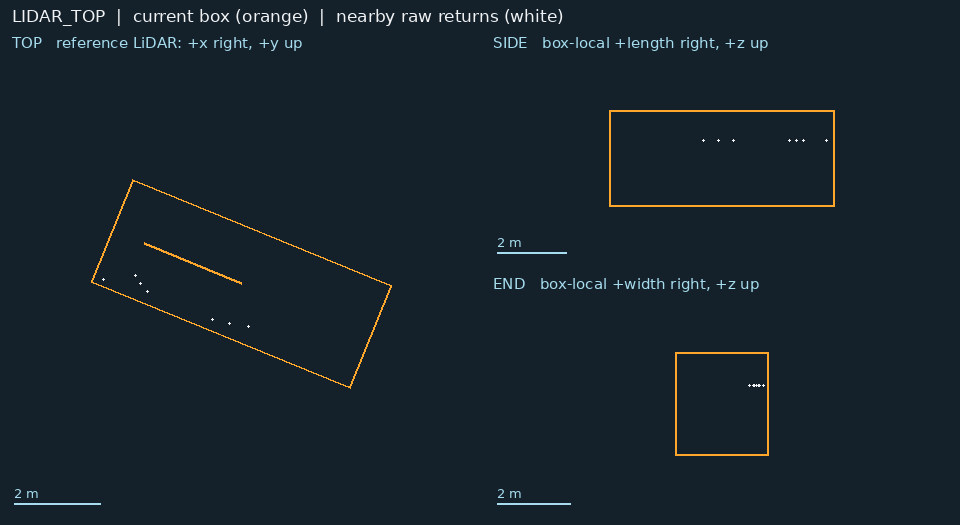 LIDAR_TOP | current box (orange) | nearby raw returns (white)
TOP reference LiDAR: +x right, +y up
SIDE box-local +length right, +z up
2 m
END box-local +width right, +z up
2 m
2 m